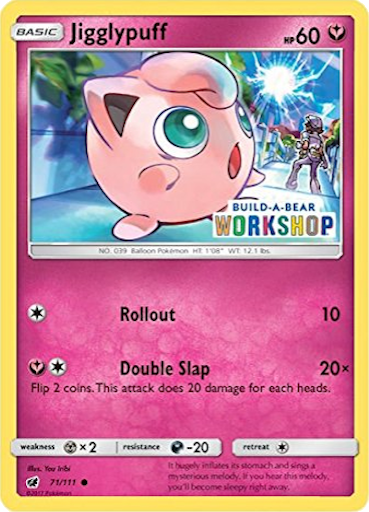 BASIC Jigglypuff HP60
BUILD-A-BEAR
WORKSHOP
NO. 039 Balloon Pokémon HT: 1'08" WT: 12.1 lbs.
Rollout 10
Double Slap 20×
Flip 2 coins. This attack does 20 damage for each heads.
weakness ×2 resistance -20 retreat
Illus. You Iribi
71/111
©2017 Pokémon
It hugely inflates its stomach and sings a
mysterious melody. If you hear this melody,
you'll become sleepy right away.